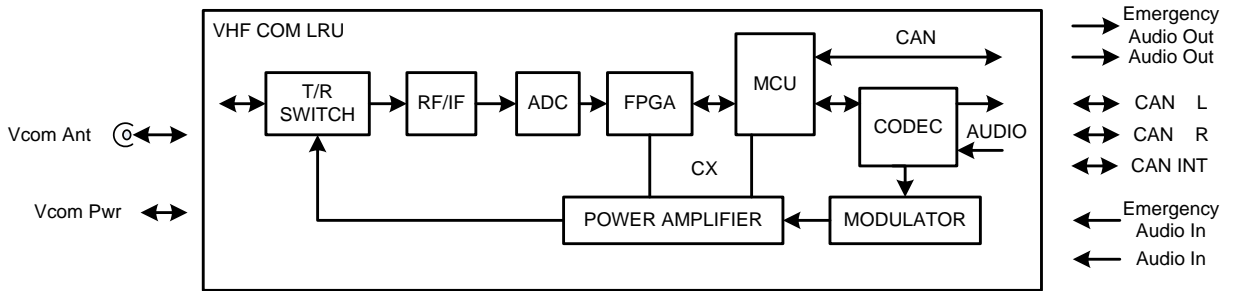 VHF COM LRU
T/R
SWITCH
RF/IF
ADC
FPGA
MCU
CAN
CODEC
AUDIO
CX
POWER AMPLIFIER
MODULATOR
Vcom Ant
Vcom Pwr
Emergency
Audio Out
Audio Out
CAN L
CAN R
CAN INT
Emergency
Audio In
Audio In